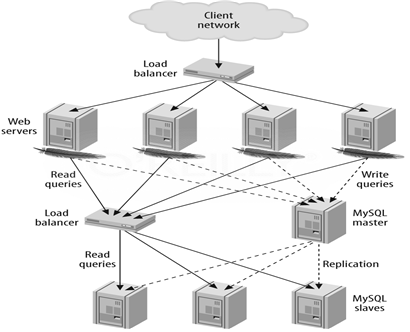 Client
network
Load
balancer
Web
servers
Read
queries
Write
queries
Load
balancer
MySQL
master
Read
queries
Replication
MySQL
slaves